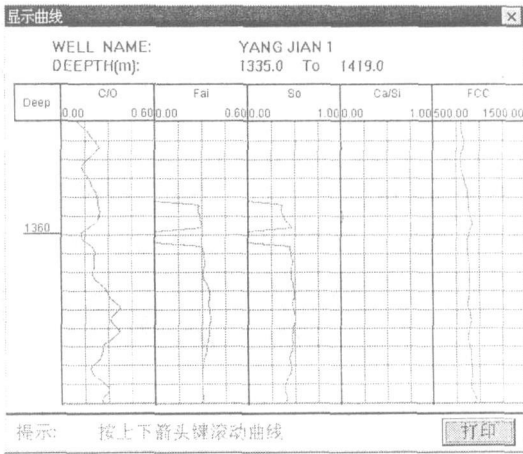 显示曲线
WELL NAME: YANG JIAN 1
DEEPTH(m): 1335.0 To 1419.0
Deep C/O Fai So Ca/Si FCC
0.00 0.60 0.00 0.60 0.00 1.00 0.00 1.00 500.00 1500.00
1360
提示: 按上下箭头键滚动曲线 打印